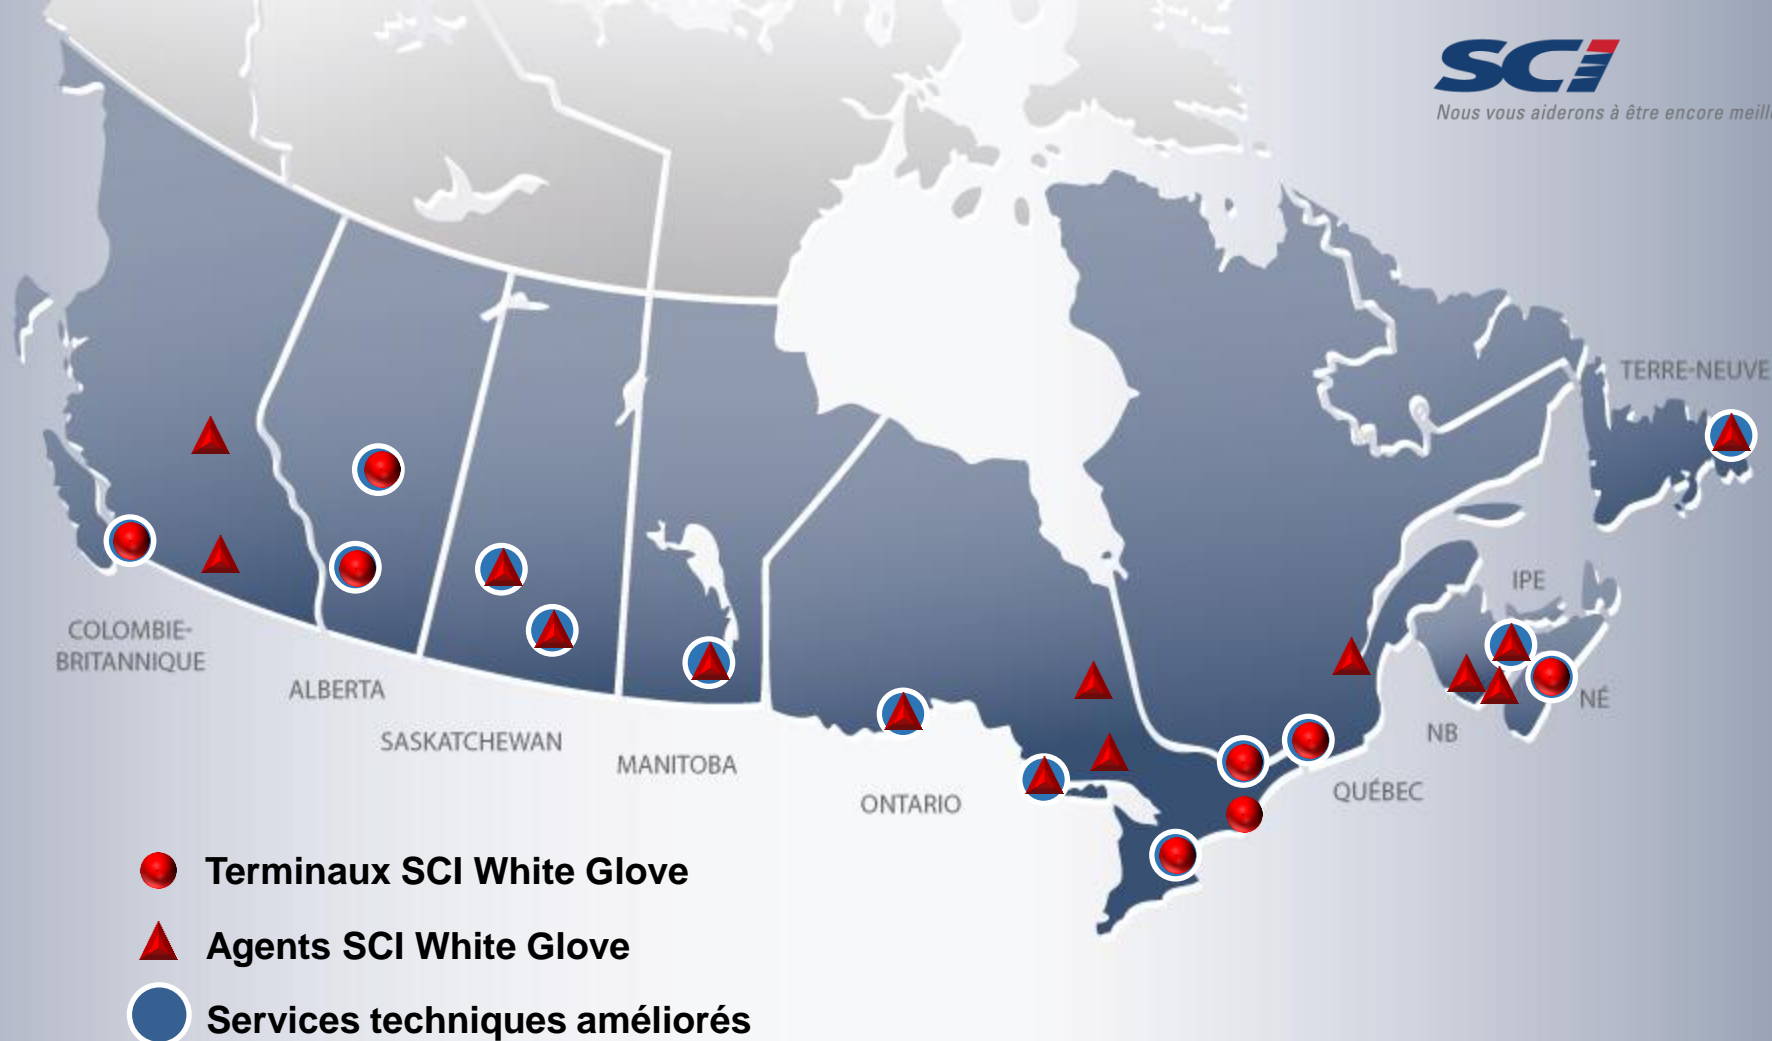 SCI
Nous vous aiderons à être encore
TERRE-NEUVE
IPE
COLOMBIE-
BRITANNIQUE
ALBERTA
NÉ
NB
SASKATCHEWAN
MANITOBA
QUÉBEC
ONTARIO
Terminaux SCI White Glove
Agents SCI White Glove
Services techniques améliorés